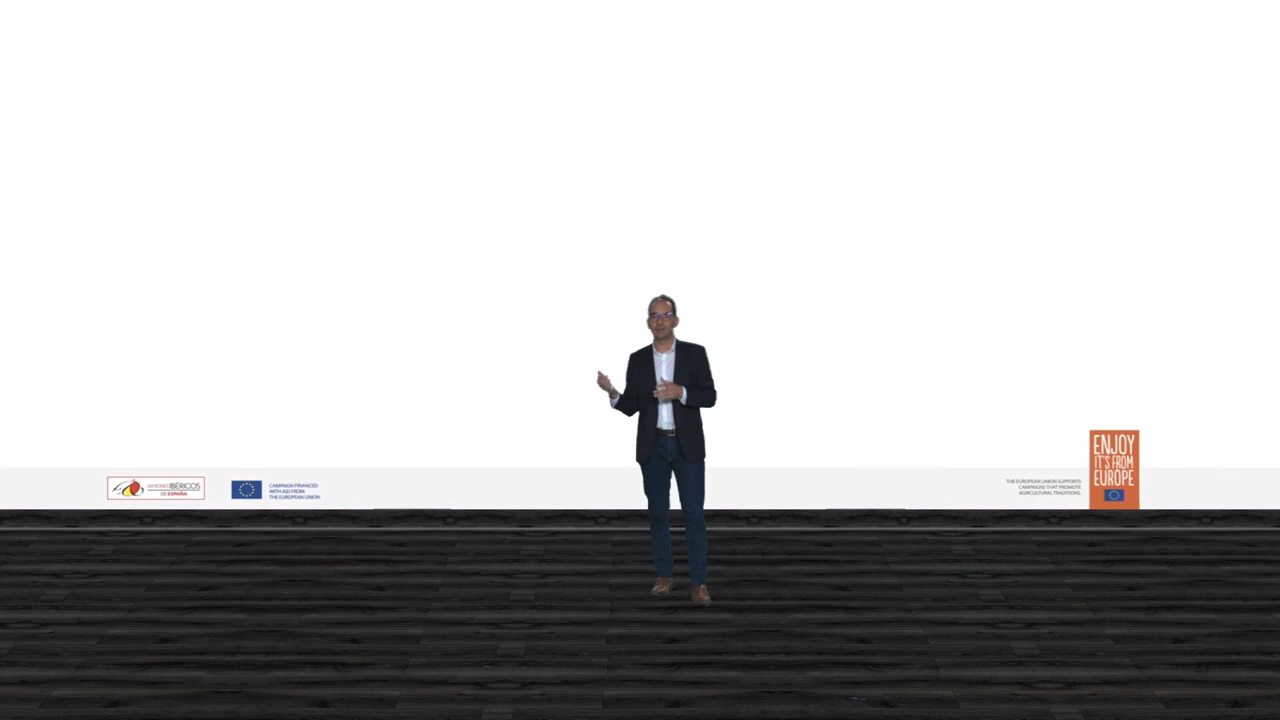 JAMONES IBÉRICOS
DE ESPAÑA
CAMPAIGN FINANCED
WITH AID FROM
THE EUROPEAN UNION
THE EUROPEAN UNION SUPPORTS
CAMPAIGNS THAT PROMOTE
AGRICULTURAL TRADITIONS.
ENJOY
IT'S FROM
EUROPE